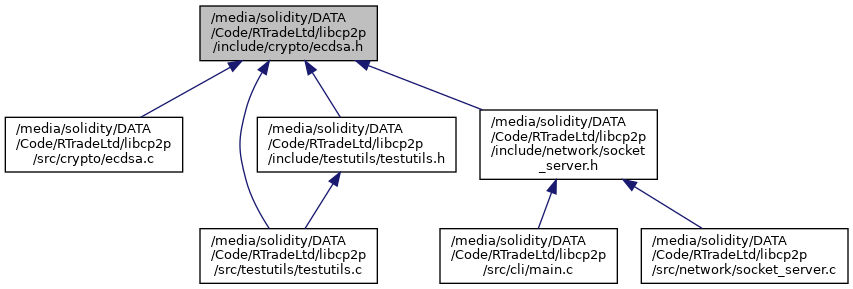 /media/solidity/DATA
/Code/RTradeLtd/libcp2p
/include/crypto/ecdsa.h
/media/solidity/DATA
/Code/RTradeLtd/libcp2p
/src/crypto/ecdsa.c
/media/solidity/DATA
/Code/RTradeLtd/libcp2p
/include/testutils/testutils.h
/media/solidity/DATA
/Code/RTradeLtd/libcp2p
/include/network/socket
_server.h
/media/solidity/DATA
/Code/RTradeLtd/libcp2p
/src/testutils/testutils.c
/media/solidity/DATA
/Code/RTradeLtd/libcp2p
/src/cli/main.c
/media/solidity/DATA
/Code/RTradeLtd/libcp2p
/src/network/socket_server.c